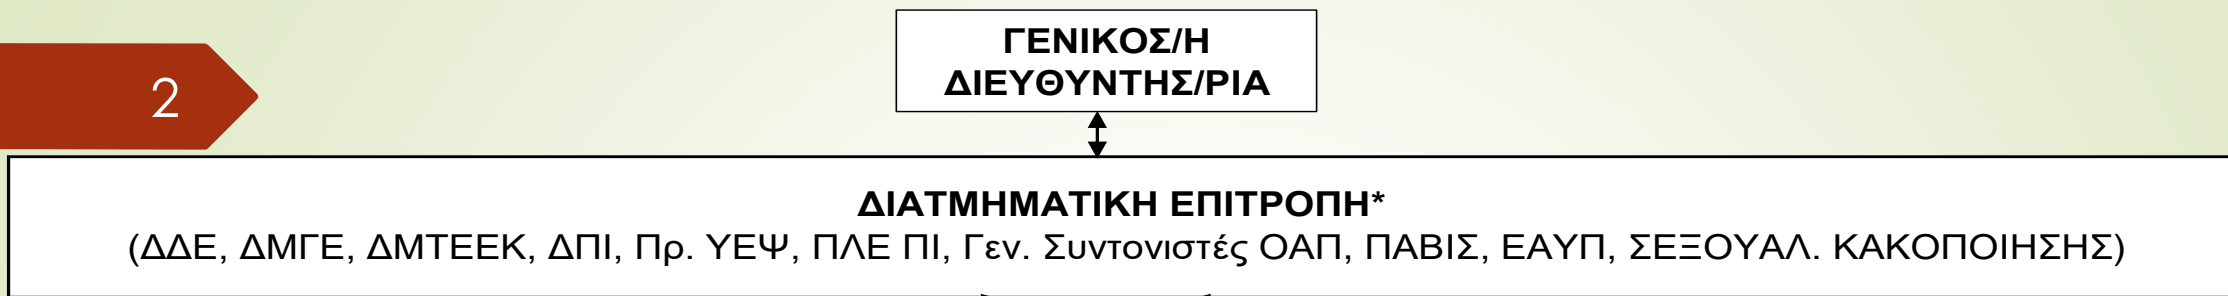 ΓΕΝΙΚΟΣ/Η
ΔΙΕΥΘΥΝΤΗΣ/ΡΙΑ
2
ΔΙΑΤΜΗΜΑΤΙΚΗ ΕΠΙΤΡΟΠΗ*
(ΔΔΕ, ΔΜΓΕ, ΔΜΤΕΕΚ, ΔΠΙ, Πρ. ΥΕΨ, ΠΛΕ ΠΙ, Γεν. Συντονιστές ΟΑΠ, ΠΑΒΙΣ, ΕΑΥΠ, ΣΕΞΟΥΑΛ. ΚΑΚΟΠΟΙΗΣΗΣ)